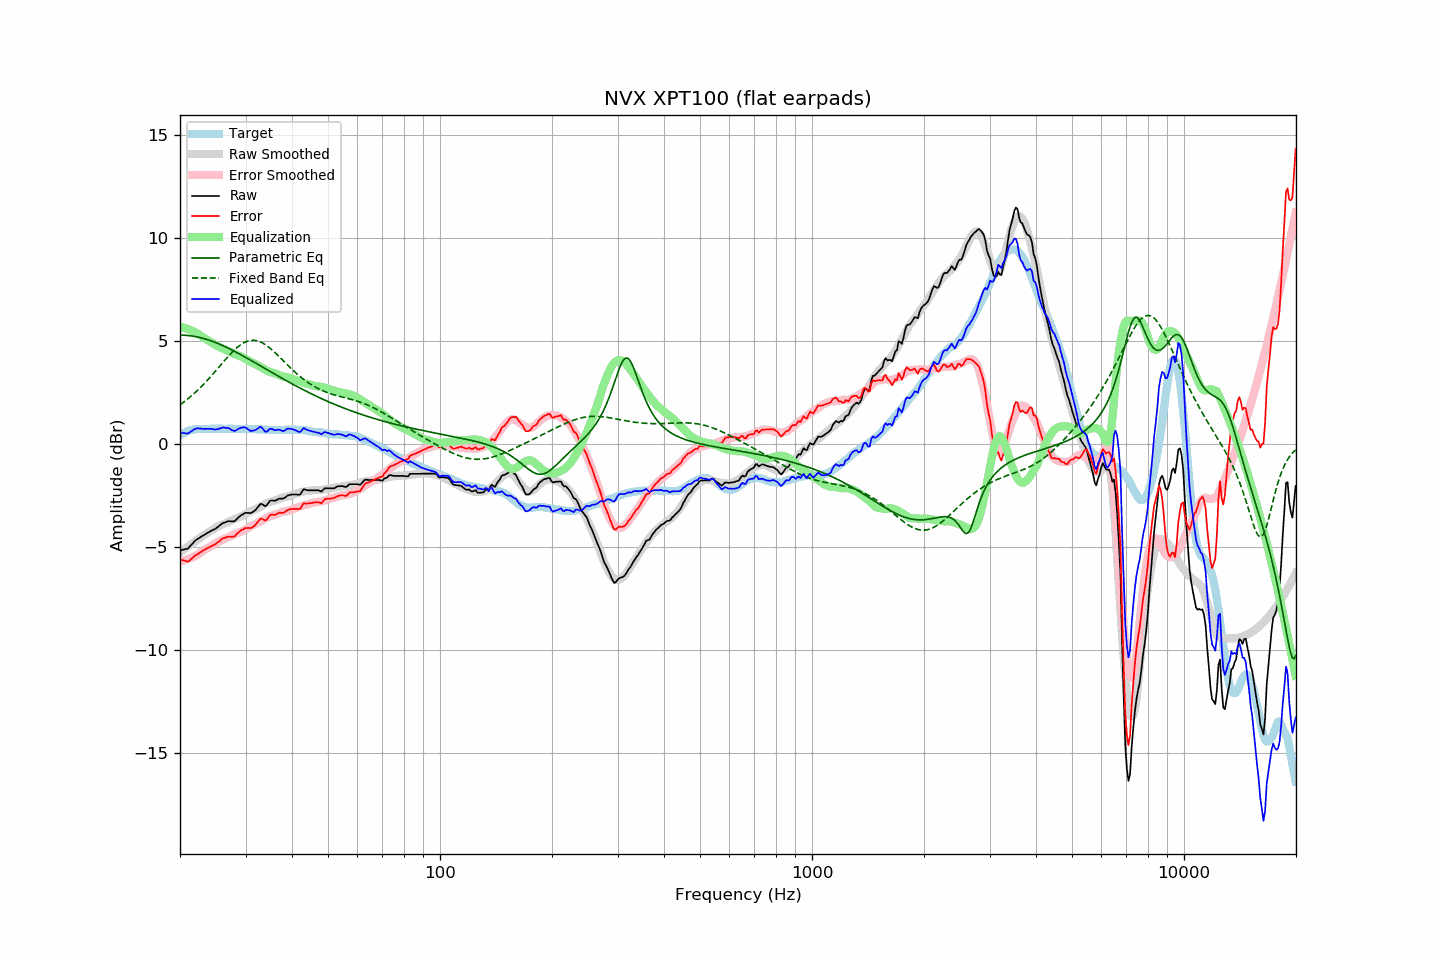 NVX XPT100 (flat earpads)
Target
Raw Smoothed
Error Smoothed
Raw
Error
Equalization
Parametric Eq
Fixed Band Eq
Equalized
15
10
5
0
−5
−10
−15
Amplitude (dBr)
100
1000
10000
Frequency (Hz)